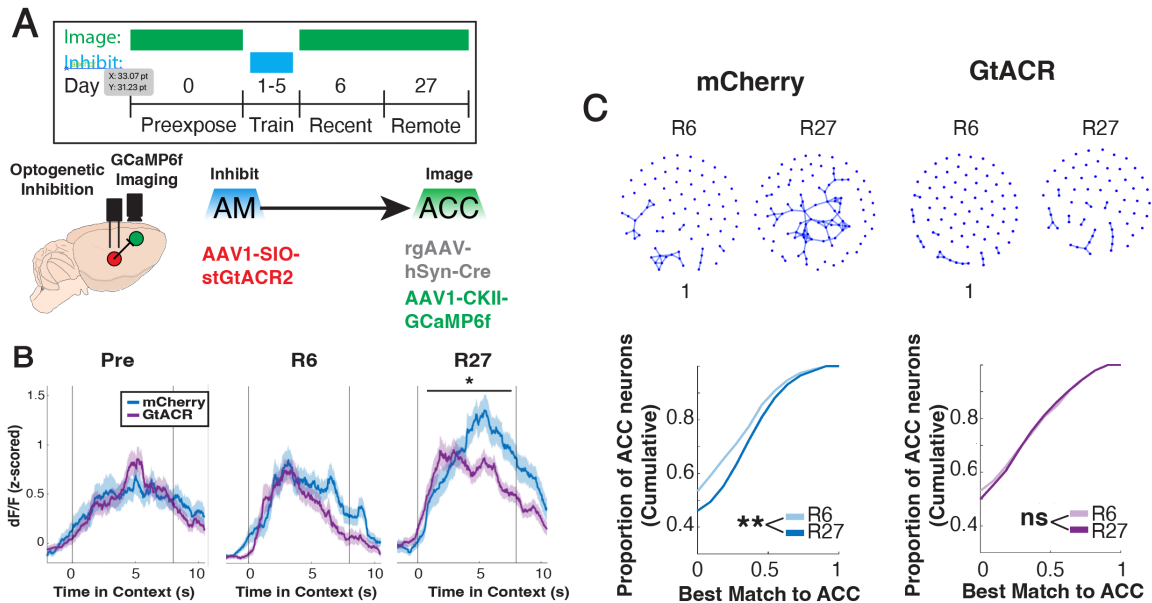 A
Image:
Inhibit:
X: 33.07 pt
Y: 31.23 pt
Day 0 1-5 6 27
Preexpose Train Recent Remote
Optogenetic
Inhibition
GCaMP6f
Imaging
Inhibit
AM
Image
ACC
AAV1-SIO-
stGtACR2
rgAAV-
hSyn-Cre
AAV1-CKII-
GCaMP6f
B
Pre R6 R27
*
mCherry
GtACR
dF/F (z-scored)
1.5
1
0.5
0
0 5 10
0 5 10
0 5 10
Time in Context (s)
Time in Context (s)
Time in Context (s)
C
mCherry
GtACR
R6 R27
R6 R27
1
1
Proportion of ACC neurons
(Cumulative)
0.8
0.6
0.4
**
R6
R27
0 0.5 1
Best Match to ACC
Proportion of ACC neurons
(Cumulative)
0.8
0.6
0.4
ns
R6
R27
0 0.5 1
Best Match to ACC